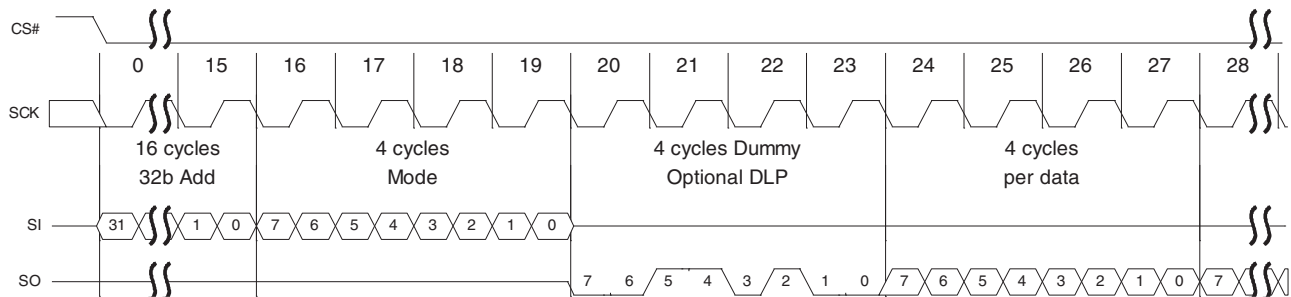 CS#
0 15 16 17 18 19 20 21 22 23 24 25 26 27 28
SCK
16 cycles 4 cycles 4 cycles Dummy 4 cycles
32b Add Mode Optional DLP per data
SI 31 1 0 7 6 5 4 3 2 1 0
SO 7 6 5 4 3 2 1 0 7 6 5 4 3 2 1 0 7